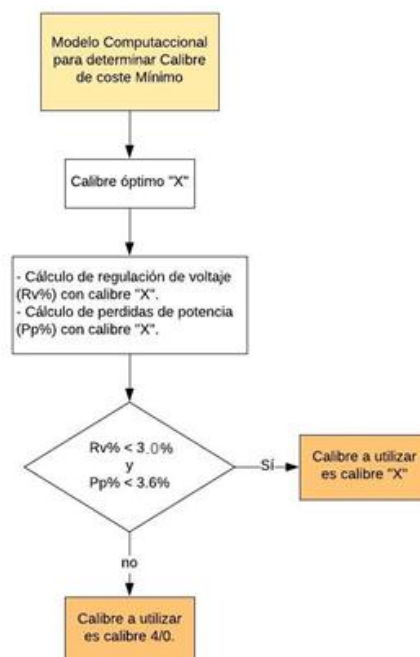 Modelo Computaccional
para determinar Calibre
de coste Mínimo
Calibre óptimo "X"
- Cálculo de regulación de voltaje
(Rv%) con calibre "X".
- Cálculo de perdidas de potencia
(Pp%) con calibre "X".
Rv% < 3.0%
y
Pp% < 3.6%
Sí
Calibre a utilizar
es calibre "X"
no
Calibre a utilizar
es calibre 4/0.